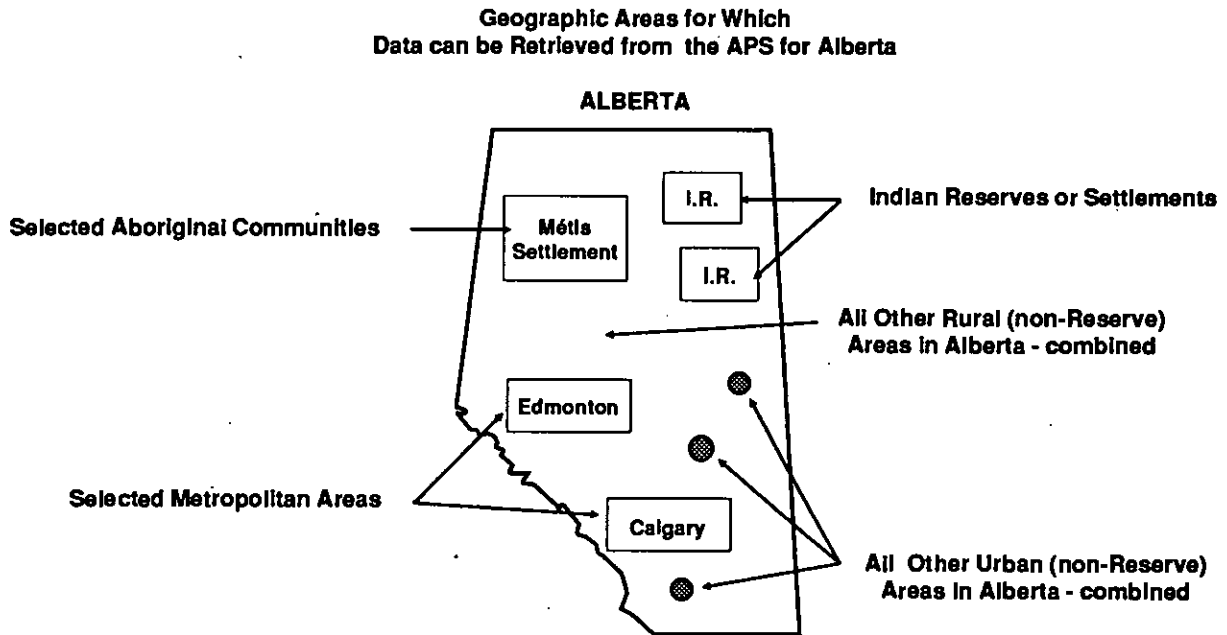 Geographic Areas for Which
Data can be Retrieved from the APS for Alberta
ALBERTA
I.R.
Indian Reserves or Settlements
Selected Aboriginal Communities
Métis
Settlement
I.R.
All Other Rural (non-Reserve)
Areas in Alberta - combined
Edmonton
Selected Metropolitan Areas
Calgary
All Other Urban (non-Reserve)
Areas in Alberta - combined